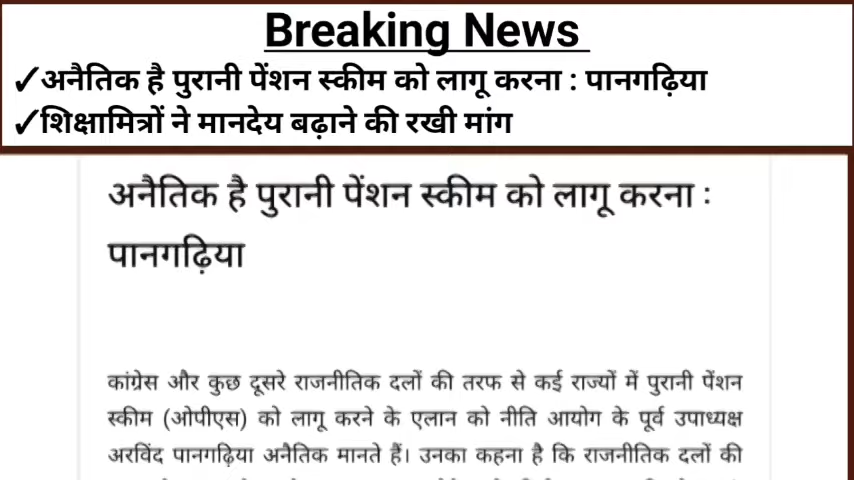 Breaking News
✓अनैतिक है पुरानी पेंशन स्कीम को लागू करना : पानगढ़िया
✓शिक्षामित्रों ने मानदेय बढ़ाने की रखी मांग
अनैतिक है पुरानी पेंशन स्कीम को लागू करना :
पानगढ़िया
कांग्रेस और कुछ दूसरे राजनीतिक दलों की तरफ से कई राज्यों में पुरानी पेंशन
स्कीम (ओपीएस) को लागू करने के एलान को नीति आयोग के पूर्व उपाध्यक्ष
अरविंद पानगढ़िया अनैतिक मानते हैं। उनका कहना है कि राजनीतिक दलों की